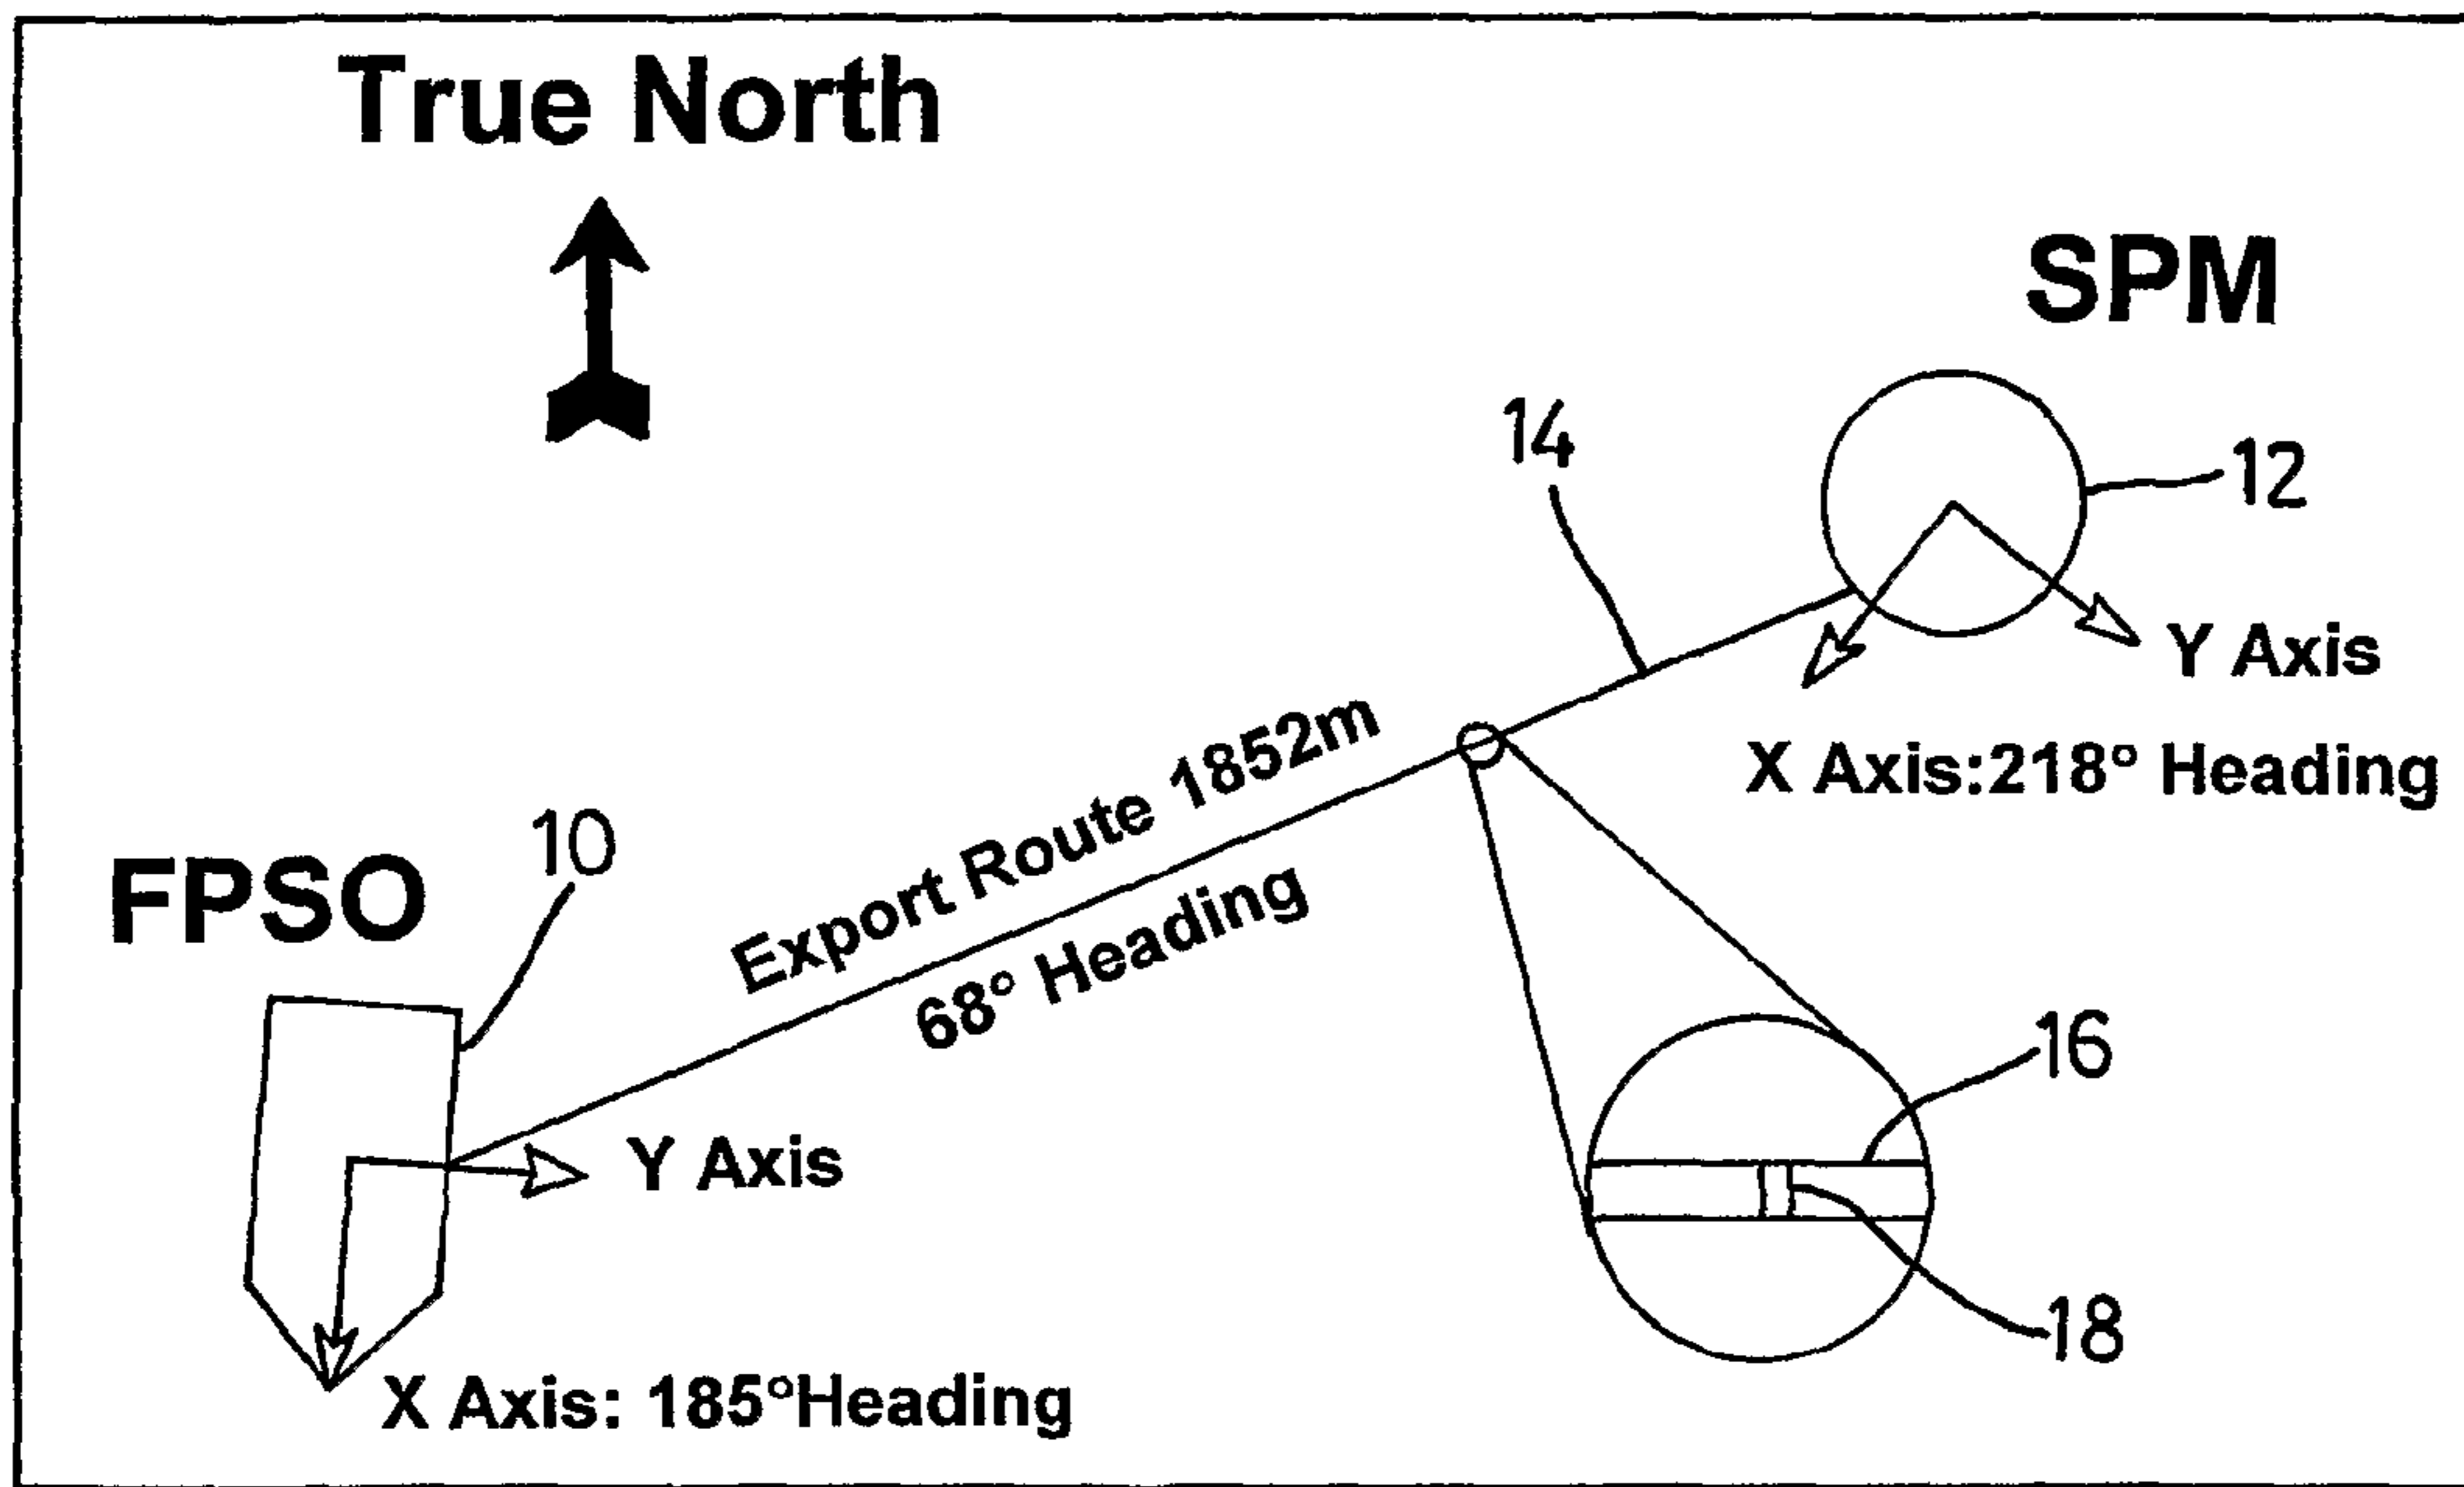 True North
SPM
14
12
Y Axis
X Axis:218° Heading
Export Route 1852m
68° Heading
10
FPSO
Y Axis
16
18
X Axis: 185°Heading